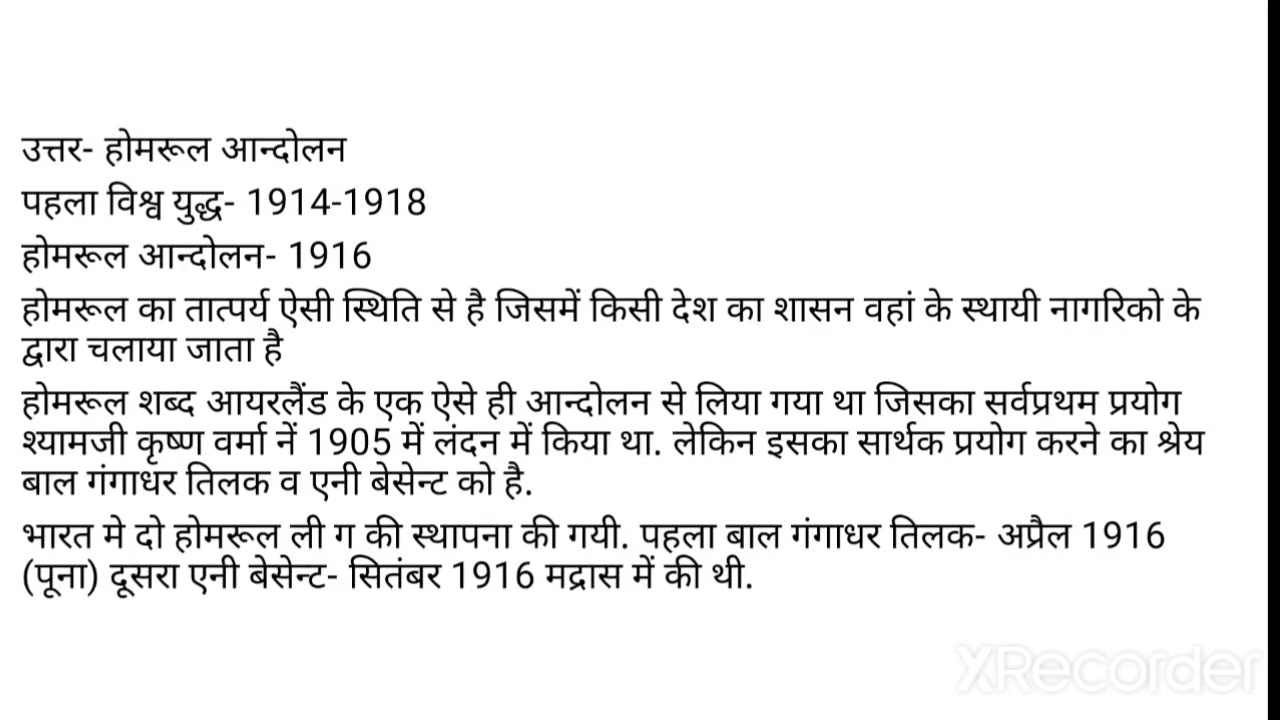 उत्तर- होमरूल आन्दोलन
पहला विश्व युद्ध- 1914-1918
होमरूल आन्दोलन- 1916
होमरूल का तात्पर्य ऐसी स्थिति से है जिसमें किसी देश का शासन वहां के स्थायी नागरिको के
द्वारा चलाया जाता है
होमरूल शब्द आयरलैंड के एक ऐसे ही आन्दोलन से लिया गया था जिसका सर्वप्रथम प्रयोग
श्यामजी कृष्ण वर्मा नें 1905 में लंदन में किया था. लेकिन इसका सार्थक प्रयोग करने का श्रेय
बाल गंगाधर तिलक व एनी बेसेन्ट को है.
भारत मे दो होमरूल ली ग की स्थापना की गयी. पहला बाल गंगाधर तिलक- अप्रैल 1916
(पूना) दूसरा एनी बेसेन्ट- सितंबर 1916 मद्रास में की थी.
XRecorder